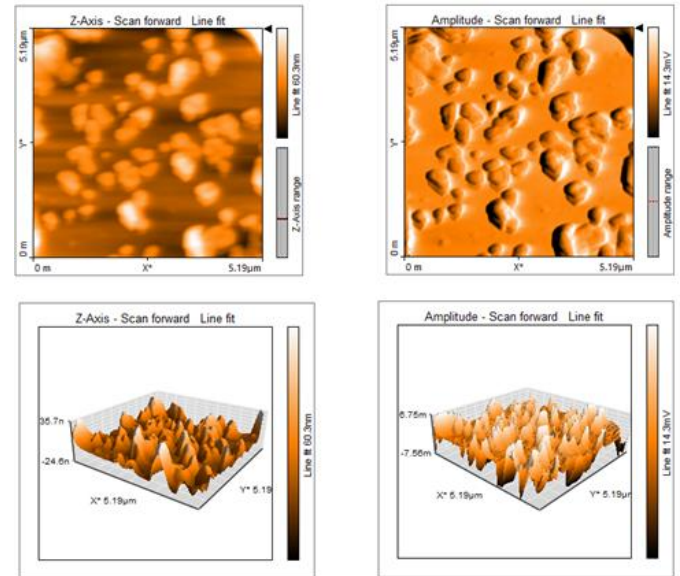 Z-Axis - Scan forward   Line fit
5.19µm
Y*
0 m
0 m
X*
5.19µm
Line fit 60.3nm
Z-Axis range
Amplitude - Scan forward   Line fit
5.19µm
Y*
0 m
0 m
X*
5.19µm
Line fit 14.3mV
Amplitude range
Z-Axis - Scan forward   Line fit
35.7n
-24.6n
X* 5.19µm
Y* 5.19
Line fit 60.3nm
Amplitude - Scan forward   Line fit
6.75m
-7.56m
X* 5.19µm
Y* 5.19µr
Line fit 14.3mV